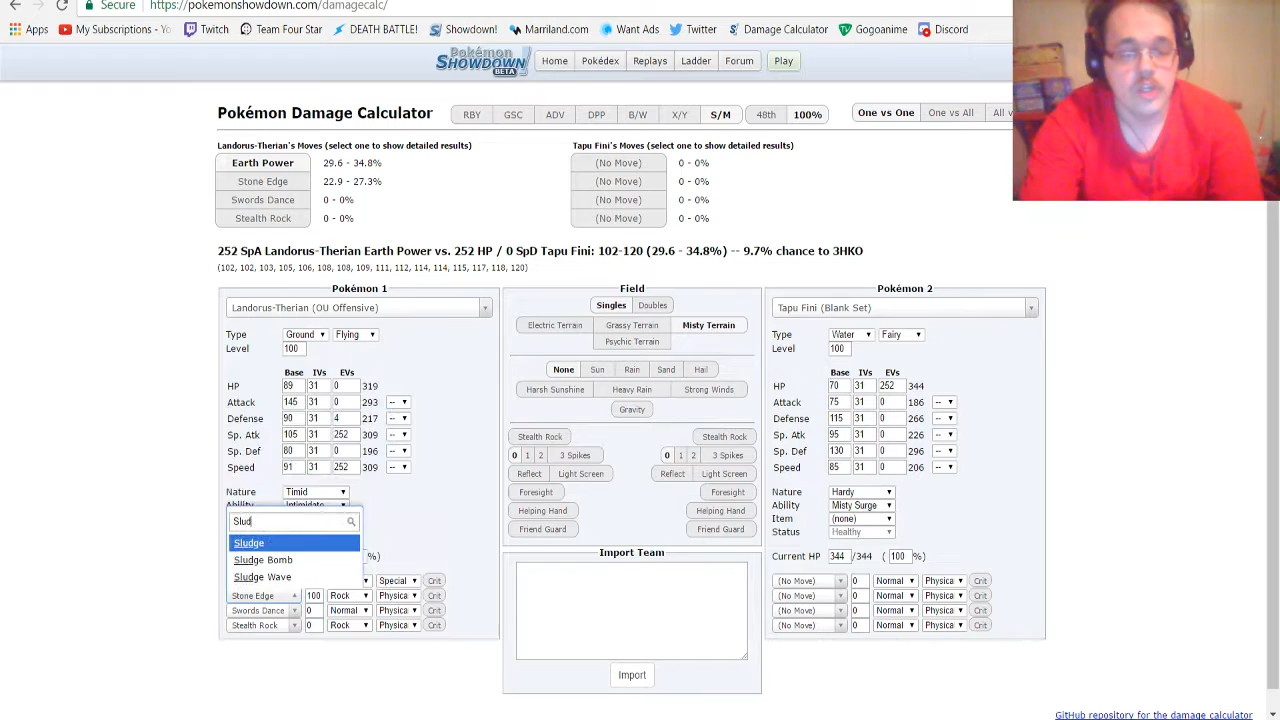 Secure https://pokemonshowdown.com/damagecalc/
Apps My Subscriptions - Yo Twitch Team Four Star DEATH BATTLE! Showdown! Marriland.com Want Ads Twitter Damage Calculator Gogoanime Discord
Pokémon SHOWDOWN! BETA Home Pokédex Replays Ladder Forum Play
Pokémon Damage Calculator RBY GSC ADV DPP B/W X/Y S/M 48th 100% One vs One One vs All All v
Landorus-Therian's Moves (select one to show detailed results) Tapu Fini's Moves (select one to show detailed results)
Earth Power 29.6 - 34.8% (No Move) 0 - 0%
Stone Edge 22.9 - 27.3% (No Move) 0 - 0%
Swords Dance 0 - 0% (No Move) 0 - 0%
Stealth Rock 0 - 0% (No Move) 0 - 0%
252 SpA Landorus-Therian Earth Power vs. 252 HP / 0 SpD Tapu Fini: 102-120 (29.6 - 34.8%) -- 9.7% chance to 3HKO
(102, 102, 103, 105, 106, 108, 108, 109, 111, 112, 114, 114, 115, 117, 118, 120)
Pokémon 1
Landorus-Therian (OU Offensive)
Type Ground Flying
Level 100
Base IVs EVs
HP 89 31 0 319
Attack 145 31 0 293 --
Defense 90 31 4 217 --
Sp. Atk 105 31 252 309 --
Sp. Def 80 31 0 196 --
Speed 91 31 252 309 --
Nature Timid
Ability Intimidate
Slud
Sludge
Sludge Bomb
Sludge Wave
%)
Special Crit
Stone Edge 100 Rock Physica Crit
Swords Dance 0 Normal Physica Crit
Stealth Rock 0 Rock Physica Crit
Field
Singles Doubles
Electric Terrain Grassy Terrain Misty Terrain
Psychic Terrain
None Sun Rain Sand Hail
Harsh Sunshine Heavy Rain Strong Winds
Gravity
Stealth Rock Stealth Rock
0 1 2 3 Spikes 0 1 2 3 Spikes
Reflect Light Screen Reflect Light Screen
Foresight Foresight
Helping Hand Helping Hand
Friend Guard Friend Guard
Import Team
Import
Pokémon 2
Tapu Fini (Blank Set)
Type Water Fairy
Level 100
Base IVs EVs
HP 70 31 252 344
Attack 75 31 0 186 --
Defense 115 31 0 266 --
Sp. Atk 95 31 0 226 --
Sp. Def 130 31 0 296 --
Speed 85 31 0 206 --
Nature Hardy
Ability Misty Surge
Item (none)
Status Healthy
Current HP 344 /344 ( 100 %)
(No Move) 0 Normal Physica Crit
(No Move) 0 Normal Physica Crit
(No Move) 0 Normal Physica Crit
(No Move) 0 Normal Physica Crit
GitHub repository for the damage calculator